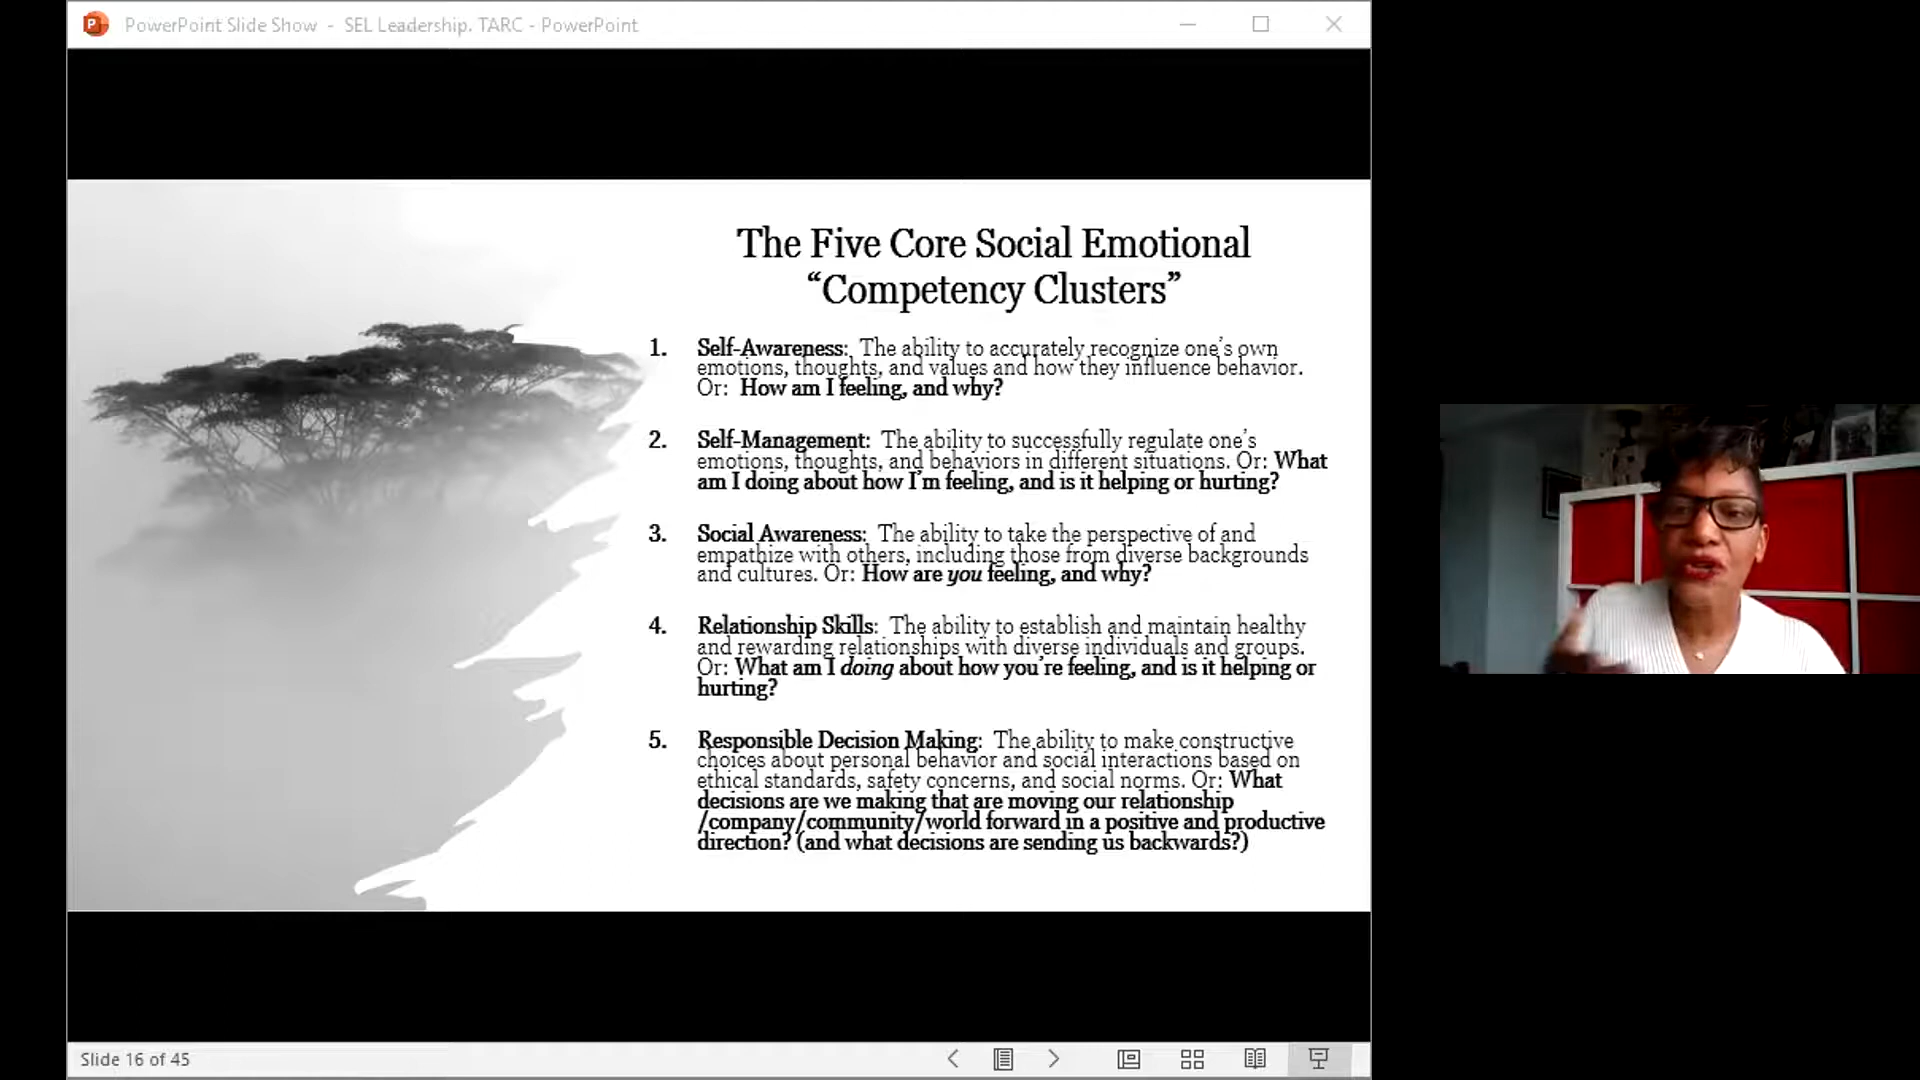 PowerPoint Slide Show - SEL Leadership. TARC - PowerPoint
The Five Core Social Emotional
“Competency Clusters”
1. Self-Awareness: The ability to accurately recognize one’s own
emotions, thoughts, and values and how they influence behavior.
Or: How am I feeling, and why?
2. Self-Management: The ability to successfully regulate one’s
emotions, thoughts, and behaviors in different situations. Or: What
am I doing about how I’m feeling, and is it helping or hurting?
3. Social Awareness: The ability to take the perspective of and
empathize with others, including those from diverse backgrounds
and cultures. Or: How are you feeling, and why?
4. Relationship Skills: The ability to establish and maintain healthy
and rewarding relationships with diverse individuals and groups.
Or: What am I doing about how you’re feeling, and is it helping or
hurting?
5. Responsible Decision Making: The ability to make constructive
choices about personal behavior and social interactions based on
ethical standards, safety concerns, and social norms. Or: What
decisions are we making that are moving our relationship
/company/community/world forward in a positive and productive
direction? (and what decisions are sending us backwards?)
Slide 16 of 45